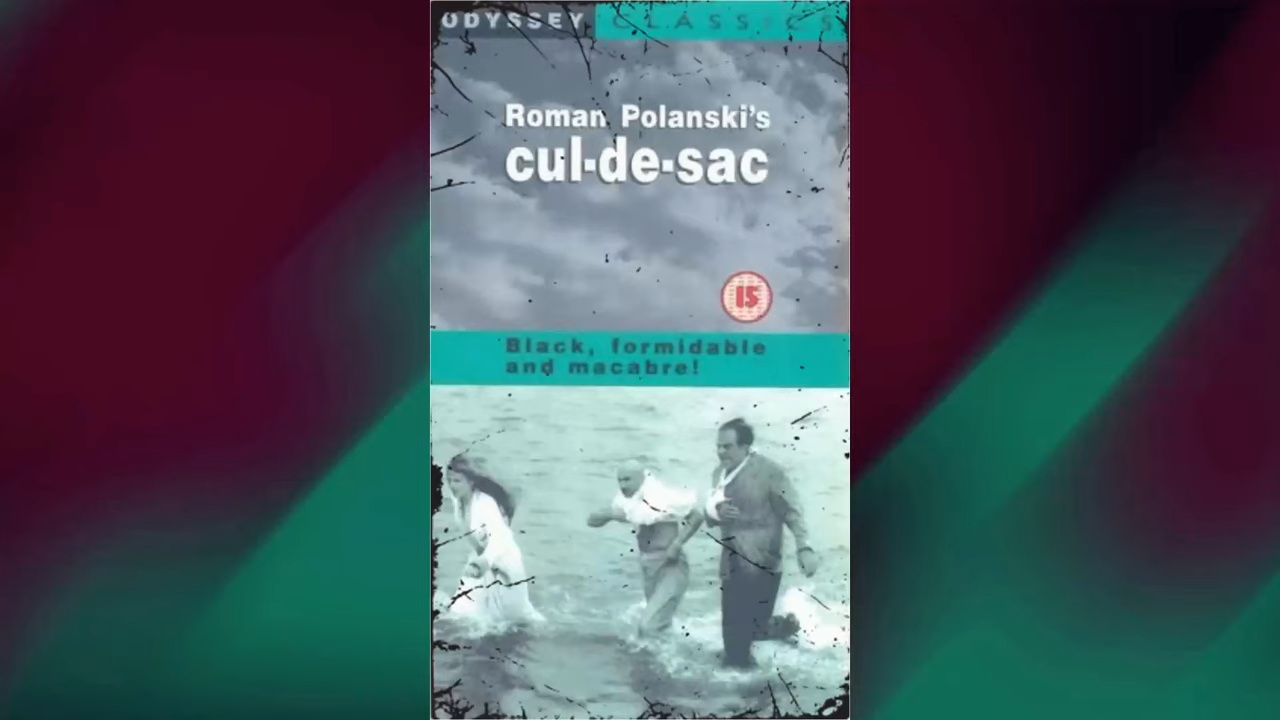 ODYSSEY CLASSICS
Roman Polanski's
cul-de-sac
15
Black, formidable
and macabre!